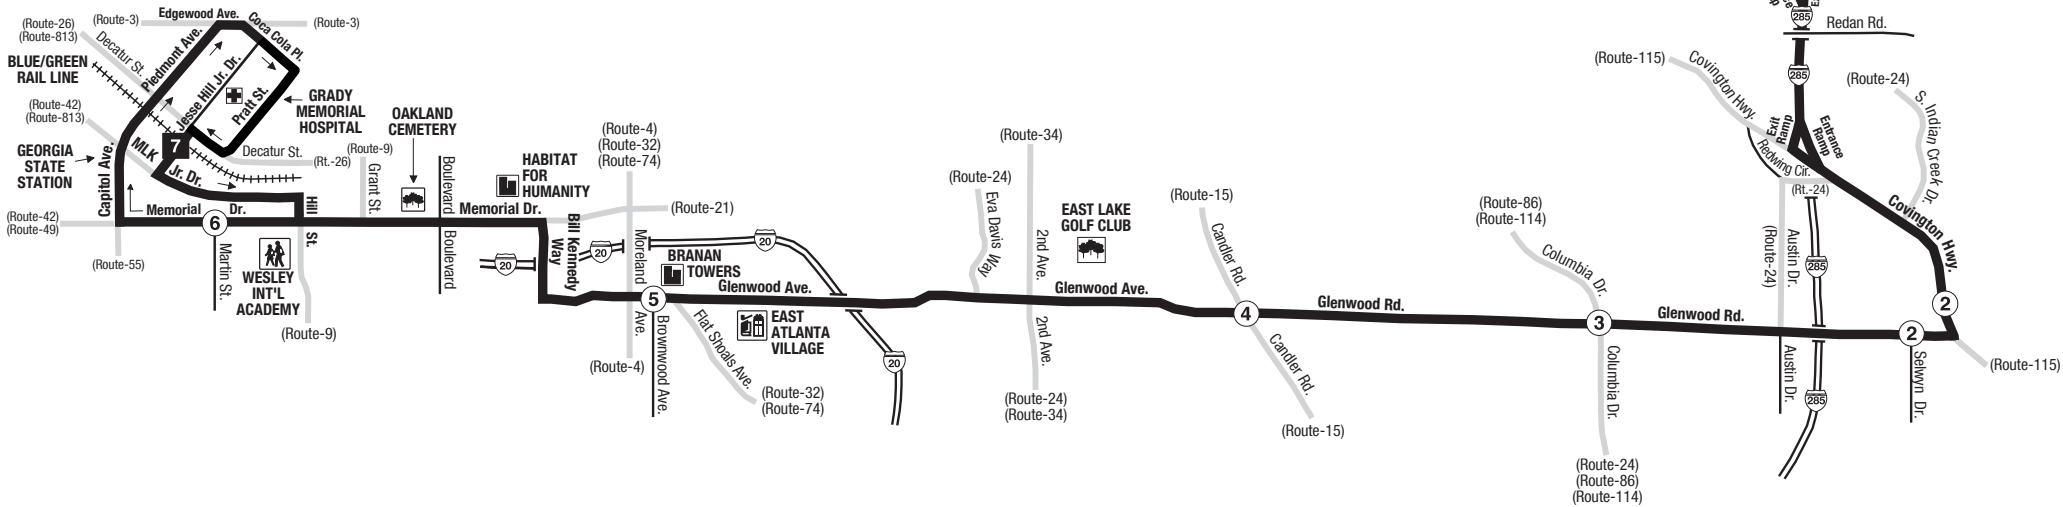 (Route-26)
(Route-813)
(Route-3)
Edgewood Ave.
(Route-3)
Coca Cola Pl.
Decatur St.
Piedmont Ave.
BLUE/GREEN
RAIL LINE
Jesse Hill Jr. Dr.
Pratt St.
GRADY
MEMORIAL
HOSPITAL
(Route-42)
(Route-813)
MLK
Jr. Dr.
7
Decatur St.
(Rt.-26)
GEORGIA
STATE
STATION
Capitol Ave.
(Route-42)
(Route-49)
(Route-55)
Memorial
Dr.
6
Martin St.
WESLEY
INT'L
ACADEMY
Hill
St.
(Route-9)
(Route-9)
Grant St.
OAKLAND
CEMETERY
Boulevard
Boulevard
HABITAT
FOR
HUMANITY
Memorial Dr.
Bill Kennedy
Way
20
20
20
20
(Route-4)
(Route-32)
(Route-74)
(Route-21)
Moreland
Ave.
(Route-4)
BRANAN
TOWERS
5
Brownwood Ave.
Glenwood Ave.
Flat Shoals Ave.
(Route-32)
(Route-74)
EAST
ATLANTA
VILLAGE
(Route-24)
Eva Davis
Way
(Route-34)
2nd Ave.
2nd Ave.
(Route-24)
(Route-34)
EAST LAKE
GOLF CLUB
Glenwood Ave.
(Route-15)
Candler Rd.
4
Candler Rd.
(Route-15)
Glenwood Rd.
(Route-86)
(Route-114)
Columbia Dr.
3
Columbia Dr.
(Route-24)
(Route-86)
(Route-114)
Glenwood Rd.
285
Redan Rd.
285
(Route-115)
Covington Hwy.
(Route-24)
S. Indian Creek Dr.
Exit
Ramp
Entrance
Ramp
Redwing Cir.
(Rt.-24)
Covington Hwy.
Austin Dr.
(Route-24)
285
2
2
Austin Dr.
285
Selwyn Dr.
(Route-115)